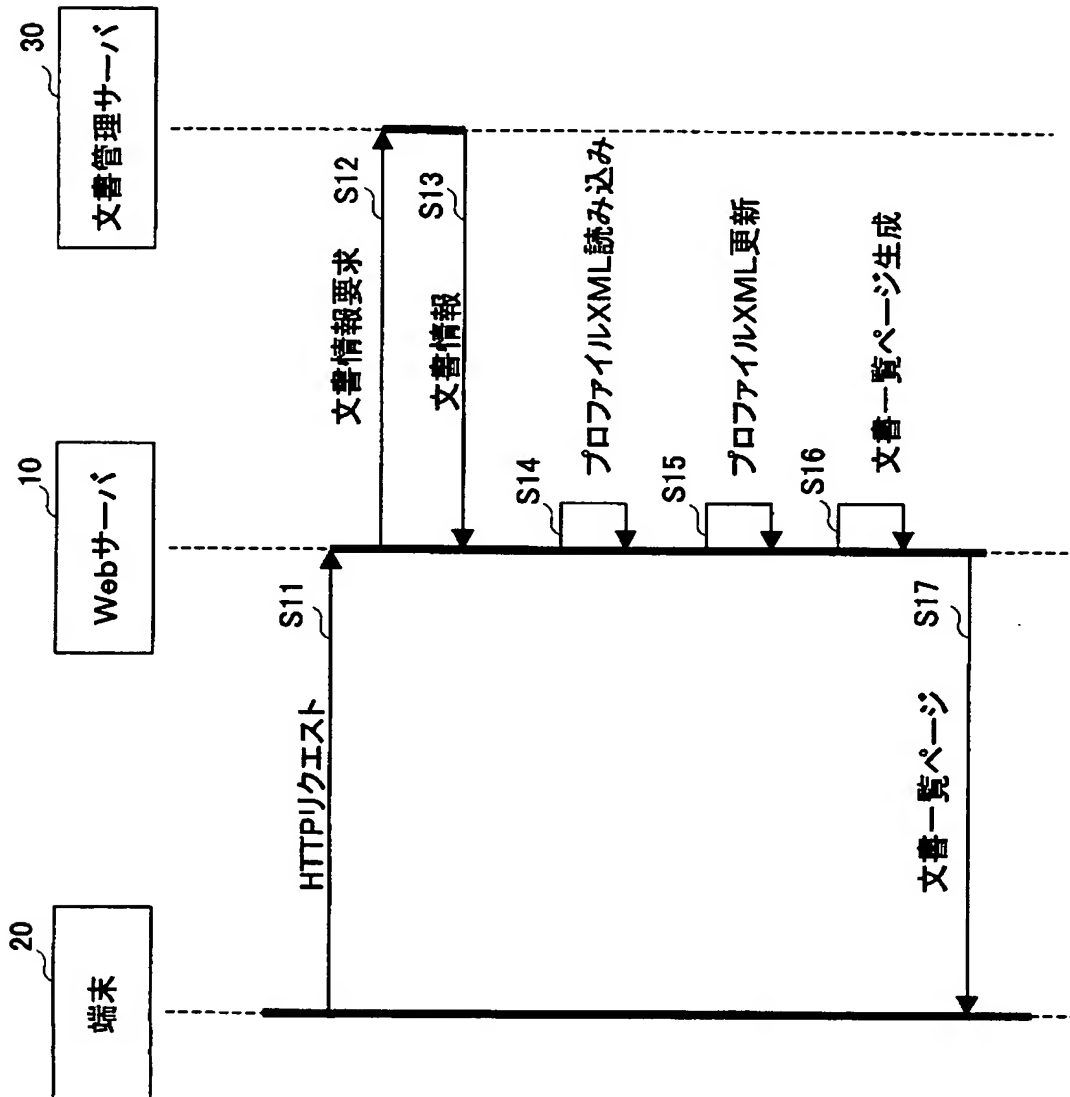 20
端末
10
Webサーバ
30
文書管理サーバ
HTTPリクエスト
S11
文書情報要求
S12
文書情報
S13
S14
プロファイルXML読み込み
S15
プロファイルXML更新
S16
文書一覧ページ生成
文書一覧ページ
S17